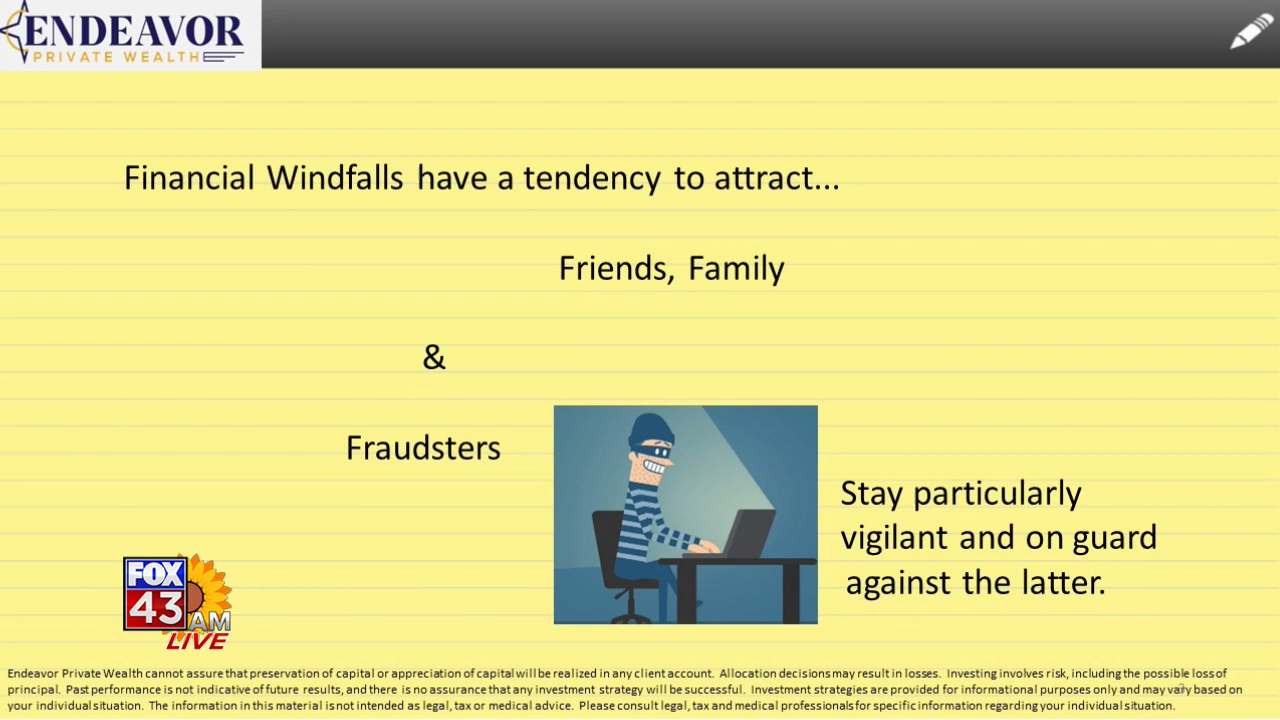 ENDEAVOR
PRIVATE WEALTH
Financial Windfalls have a tendency to attract...
Friends, Family
&
Fraudsters
Stay particularly
vigilant and on guard
against the latter.
FOX
43
AM
LIVE
Endeavor Private Wealth cannot assure that preservation of capital or appreciation of capital will be realized in any client account. Allocation decisions may result in losses. Investing involves risk, including the possible loss of
principal. Past performance is not indicative of future results, and there is no assurance that any investment strategy will be successful. Investment strategies are provided for informational purposes only and may vary based on
your individual situation. The information in this material is not intended as legal, tax or medical advice. Please consult legal, tax and medical professionals for specific information regarding your individual situation.